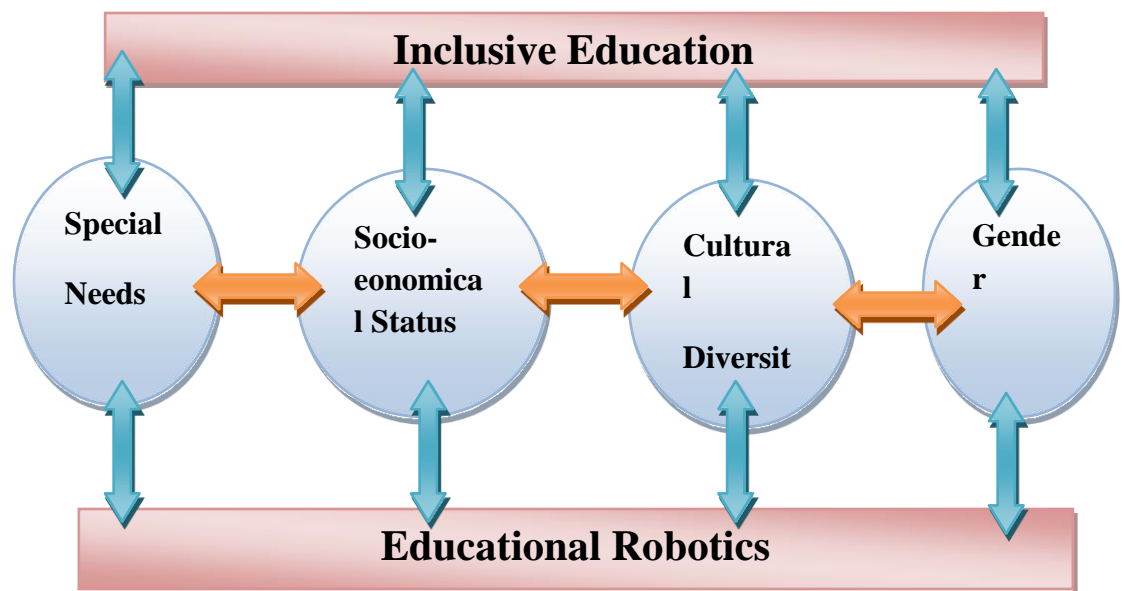 Inclusive Education
Special
Needs
Socio-
eonomica
l Status
Cultura
l
Diversit
Gende
r
Educational Robotics